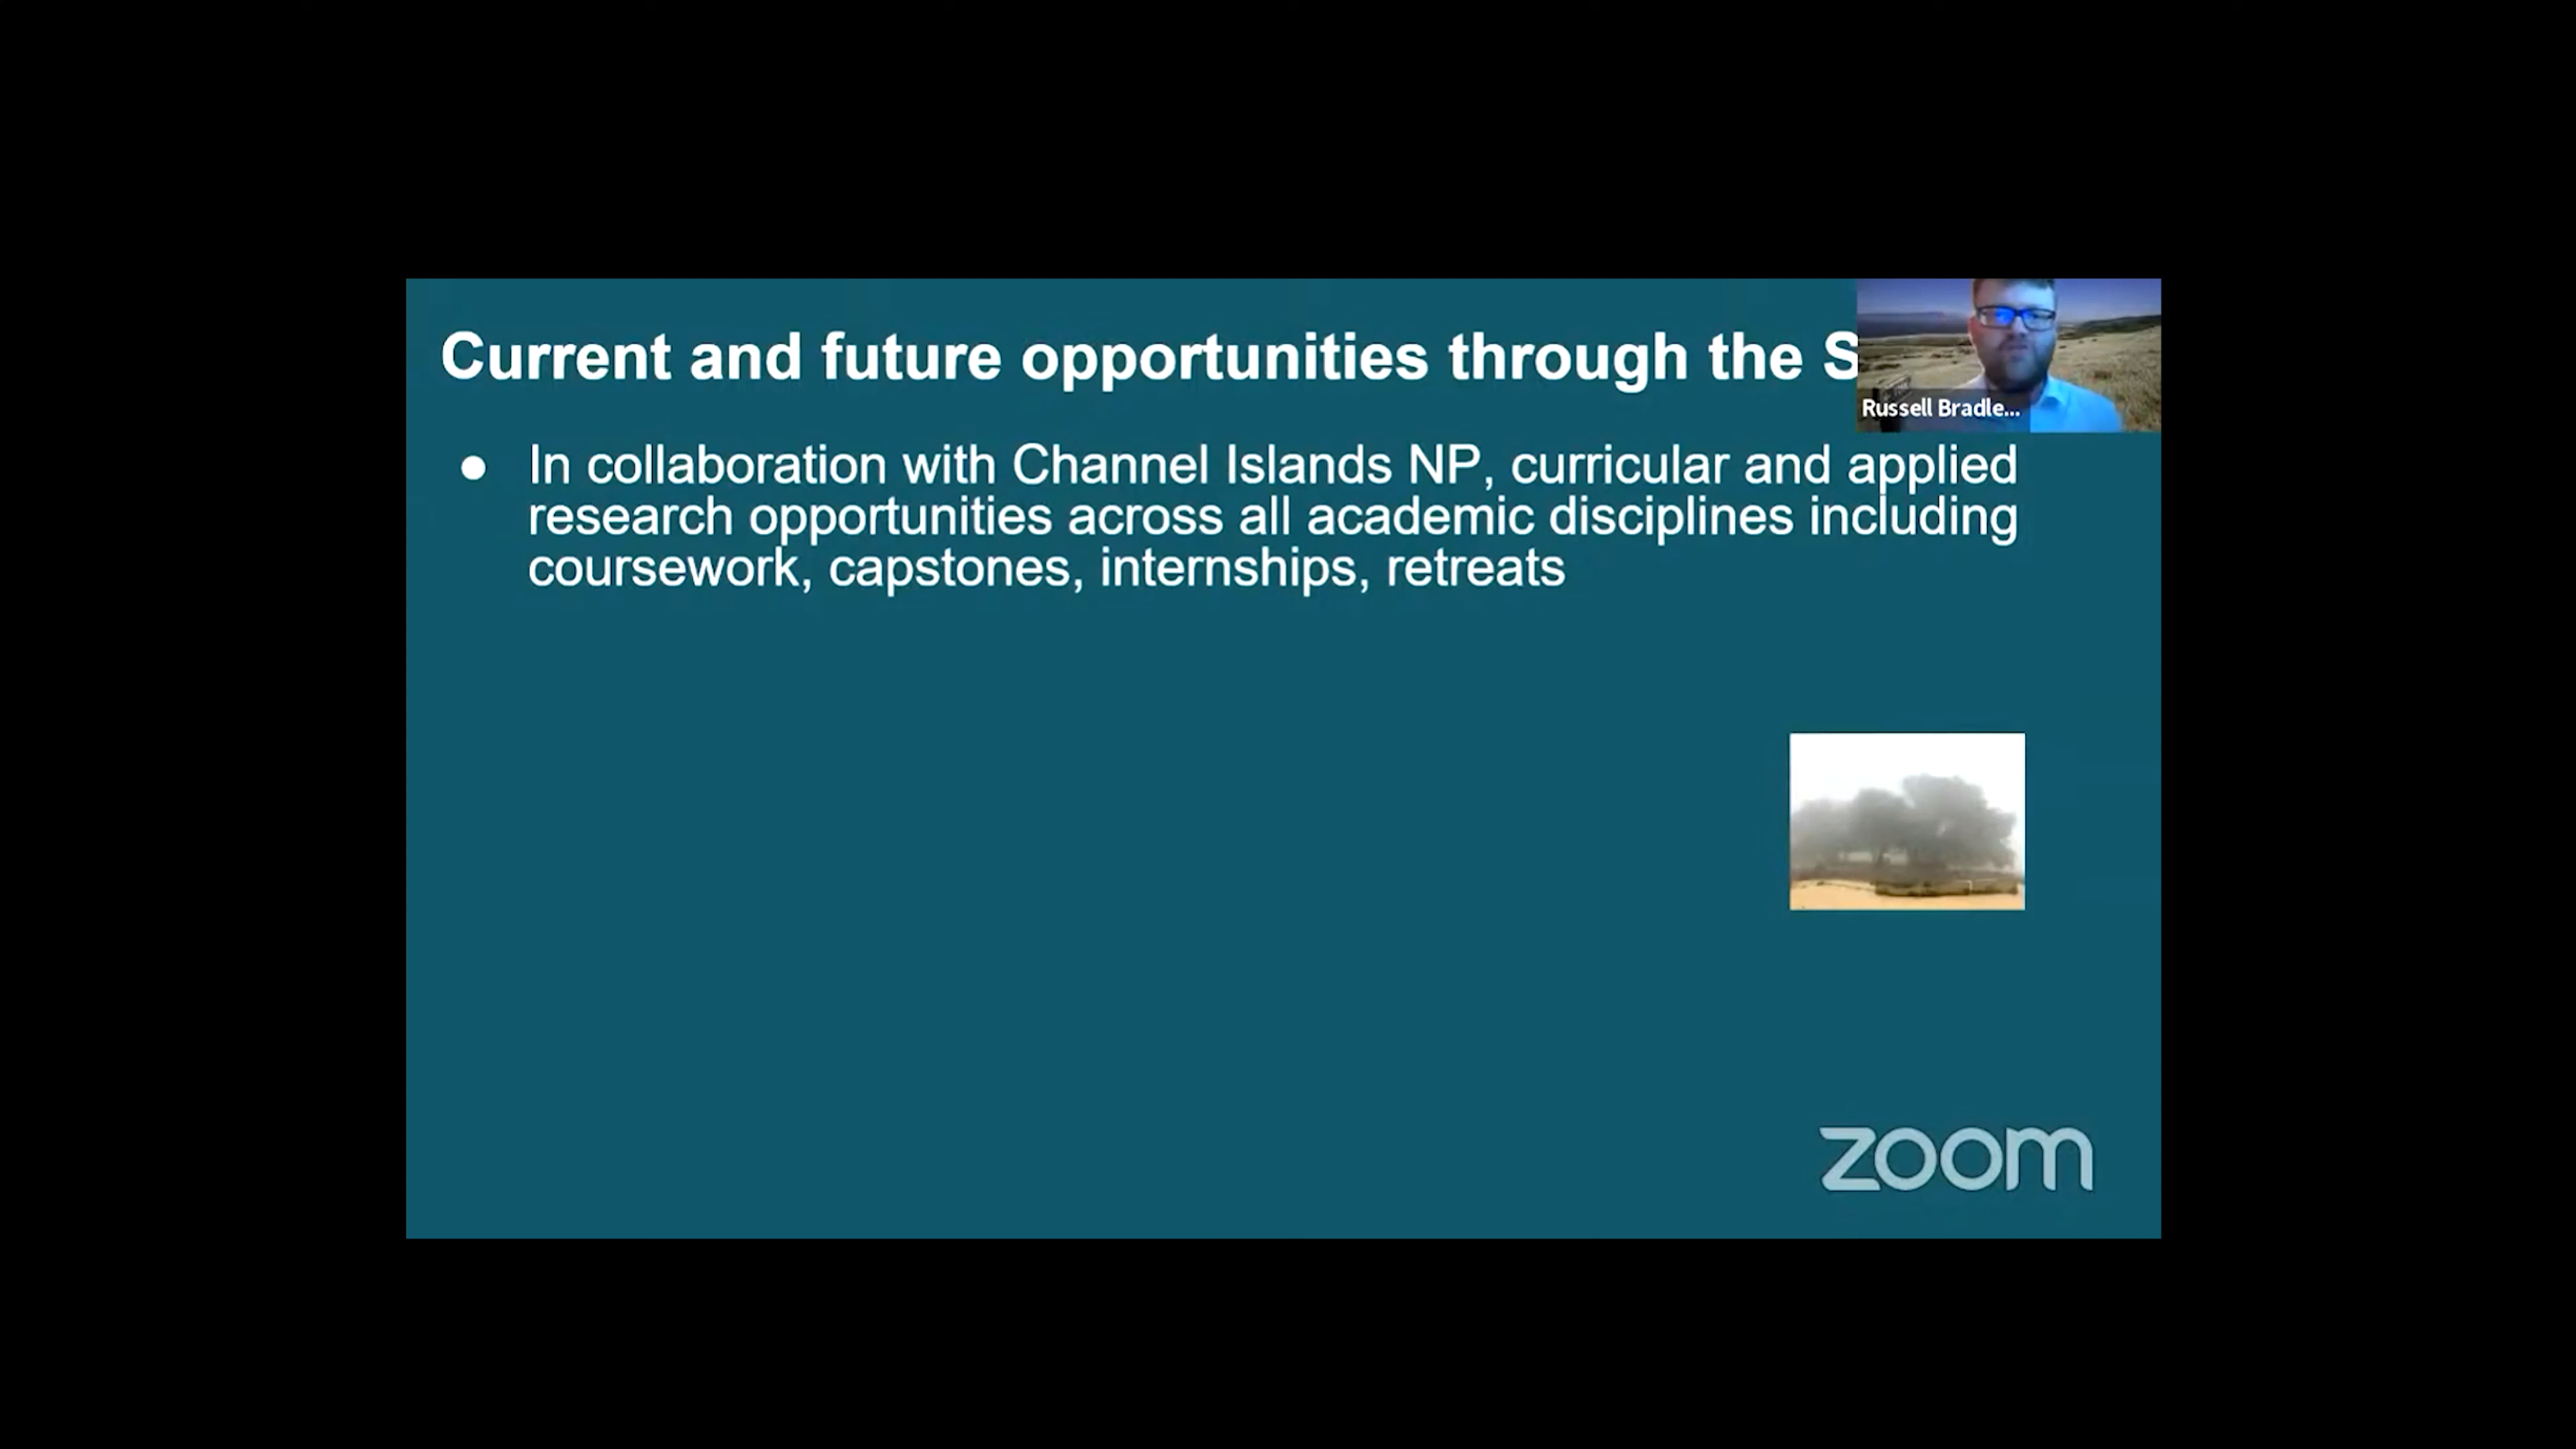 Current and future opportunities through the S
Russell Bradle...
● In collaboration with Channel Islands NP, curricular and applied
research opportunities across all academic disciplines including
coursework, capstones, internships, retreats
zoom